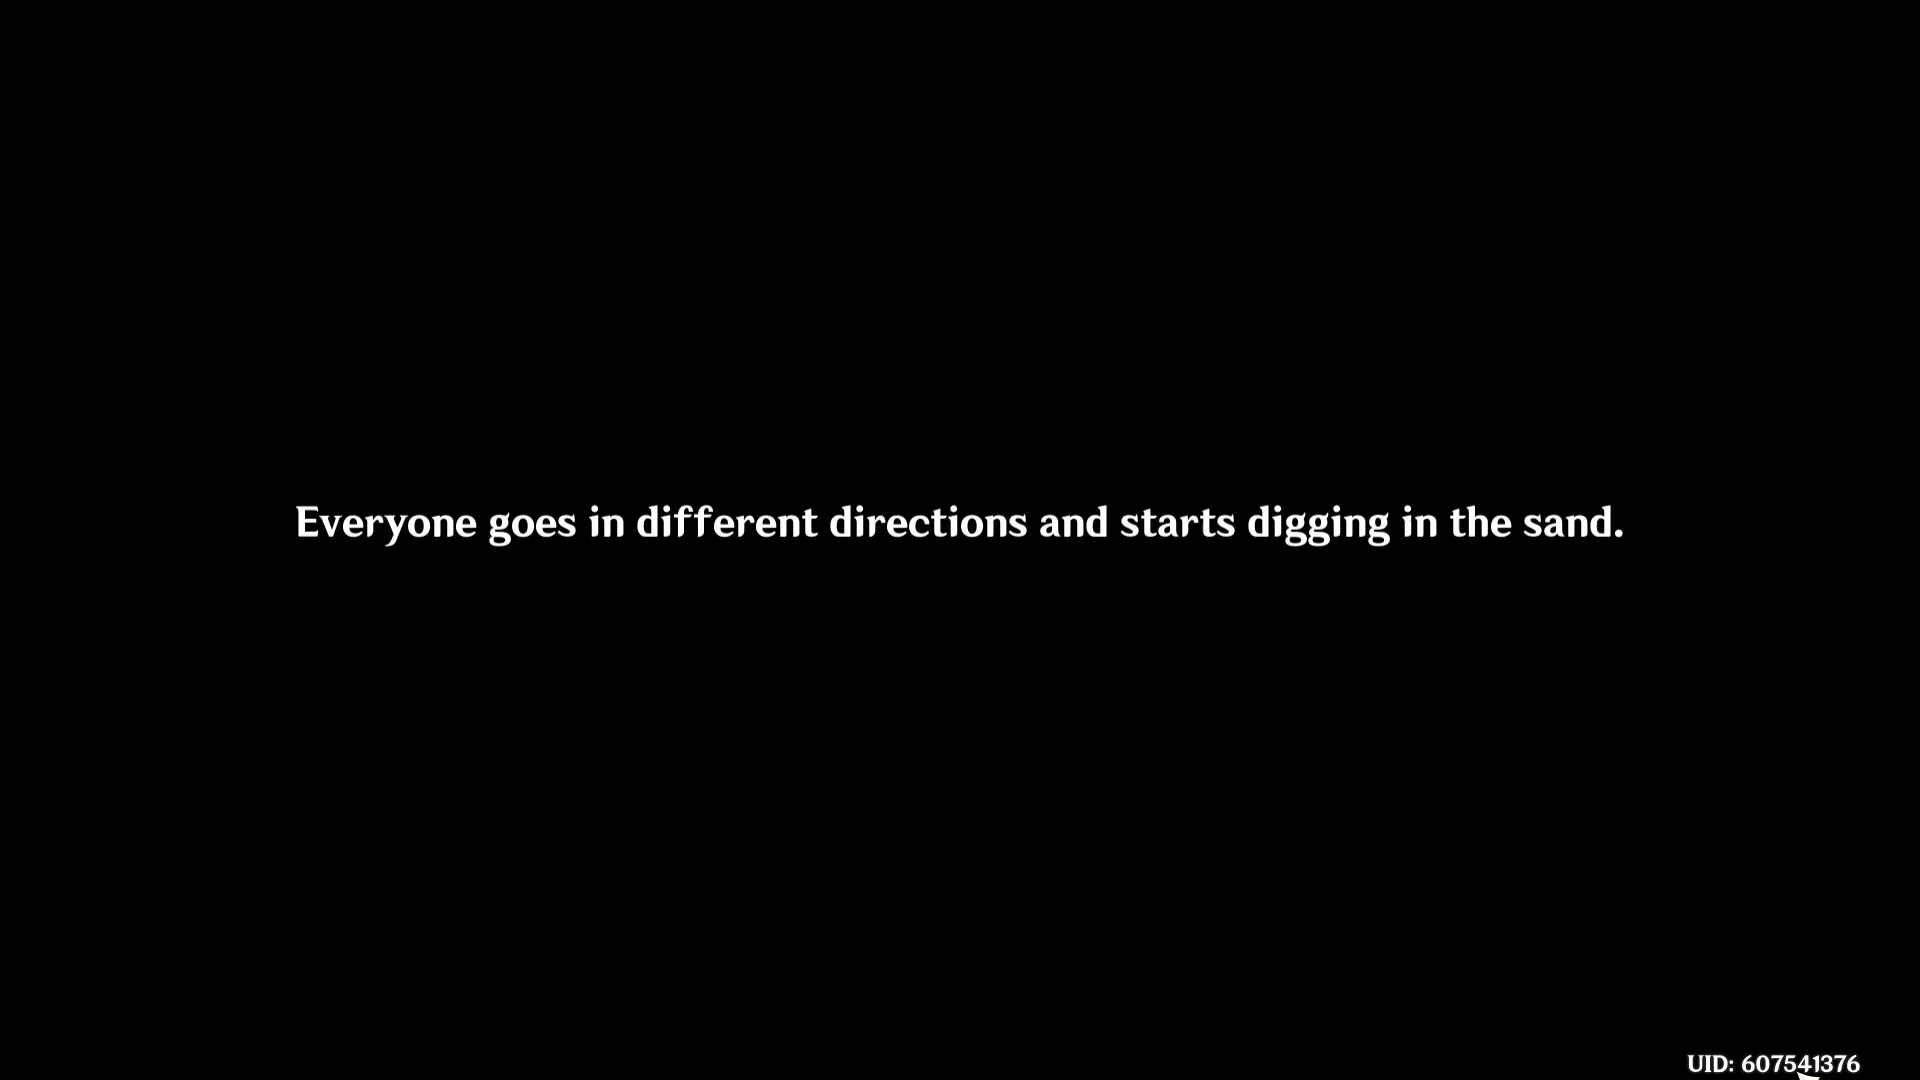 Everyone goes in different directions and starts digging in the sand.
UID: 607541376